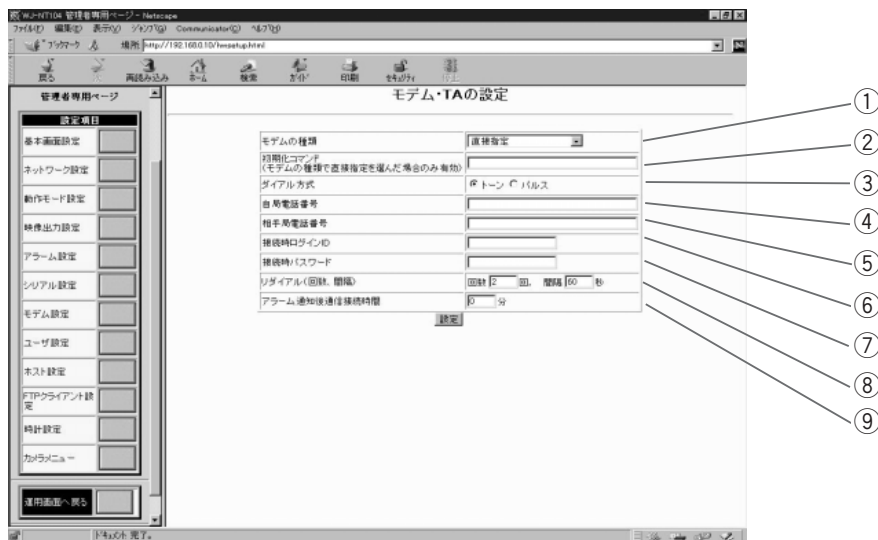 WJ-NT104 管理者専用ページ - Netscape
ファイル(F) 編集(E) 表示(V) ジャンプ(G) Communicator(C) ヘルプ(H)
ブックマーク 場所: http://192.168.0.10/hwsetup.html
戻る 再読み込み ホーム 検索 ガイド 印刷 セキュリティ 停止
管理者専用ページ
設定項目
基本画面設定
ネットワーク設定
動作モード設定
映像出力設定
アラーム設定
シリアル設定
モデム設定
ユーザ設定
ホスト設定
FTPクライアント設
定
時計設定
カメラメニュー
運用画面へ戻る
モデム・TAの設定
モデムの種類 直接指定
初期化コマンド
(モデムの種類で直接指定を選んだ場合のみ有効)
ダイアル方式 トーン パルス
自局電話番号
相手局電話番号
接続時ログインID
接続時パスワード
リダイアル(回数、間隔) 回数 2 回、 間隔 60 秒
アラーム通知後通信接続時間 0 分
設定
①
②
③
④
⑤
⑥
⑦
⑧
⑨
ドキュメント 完了。